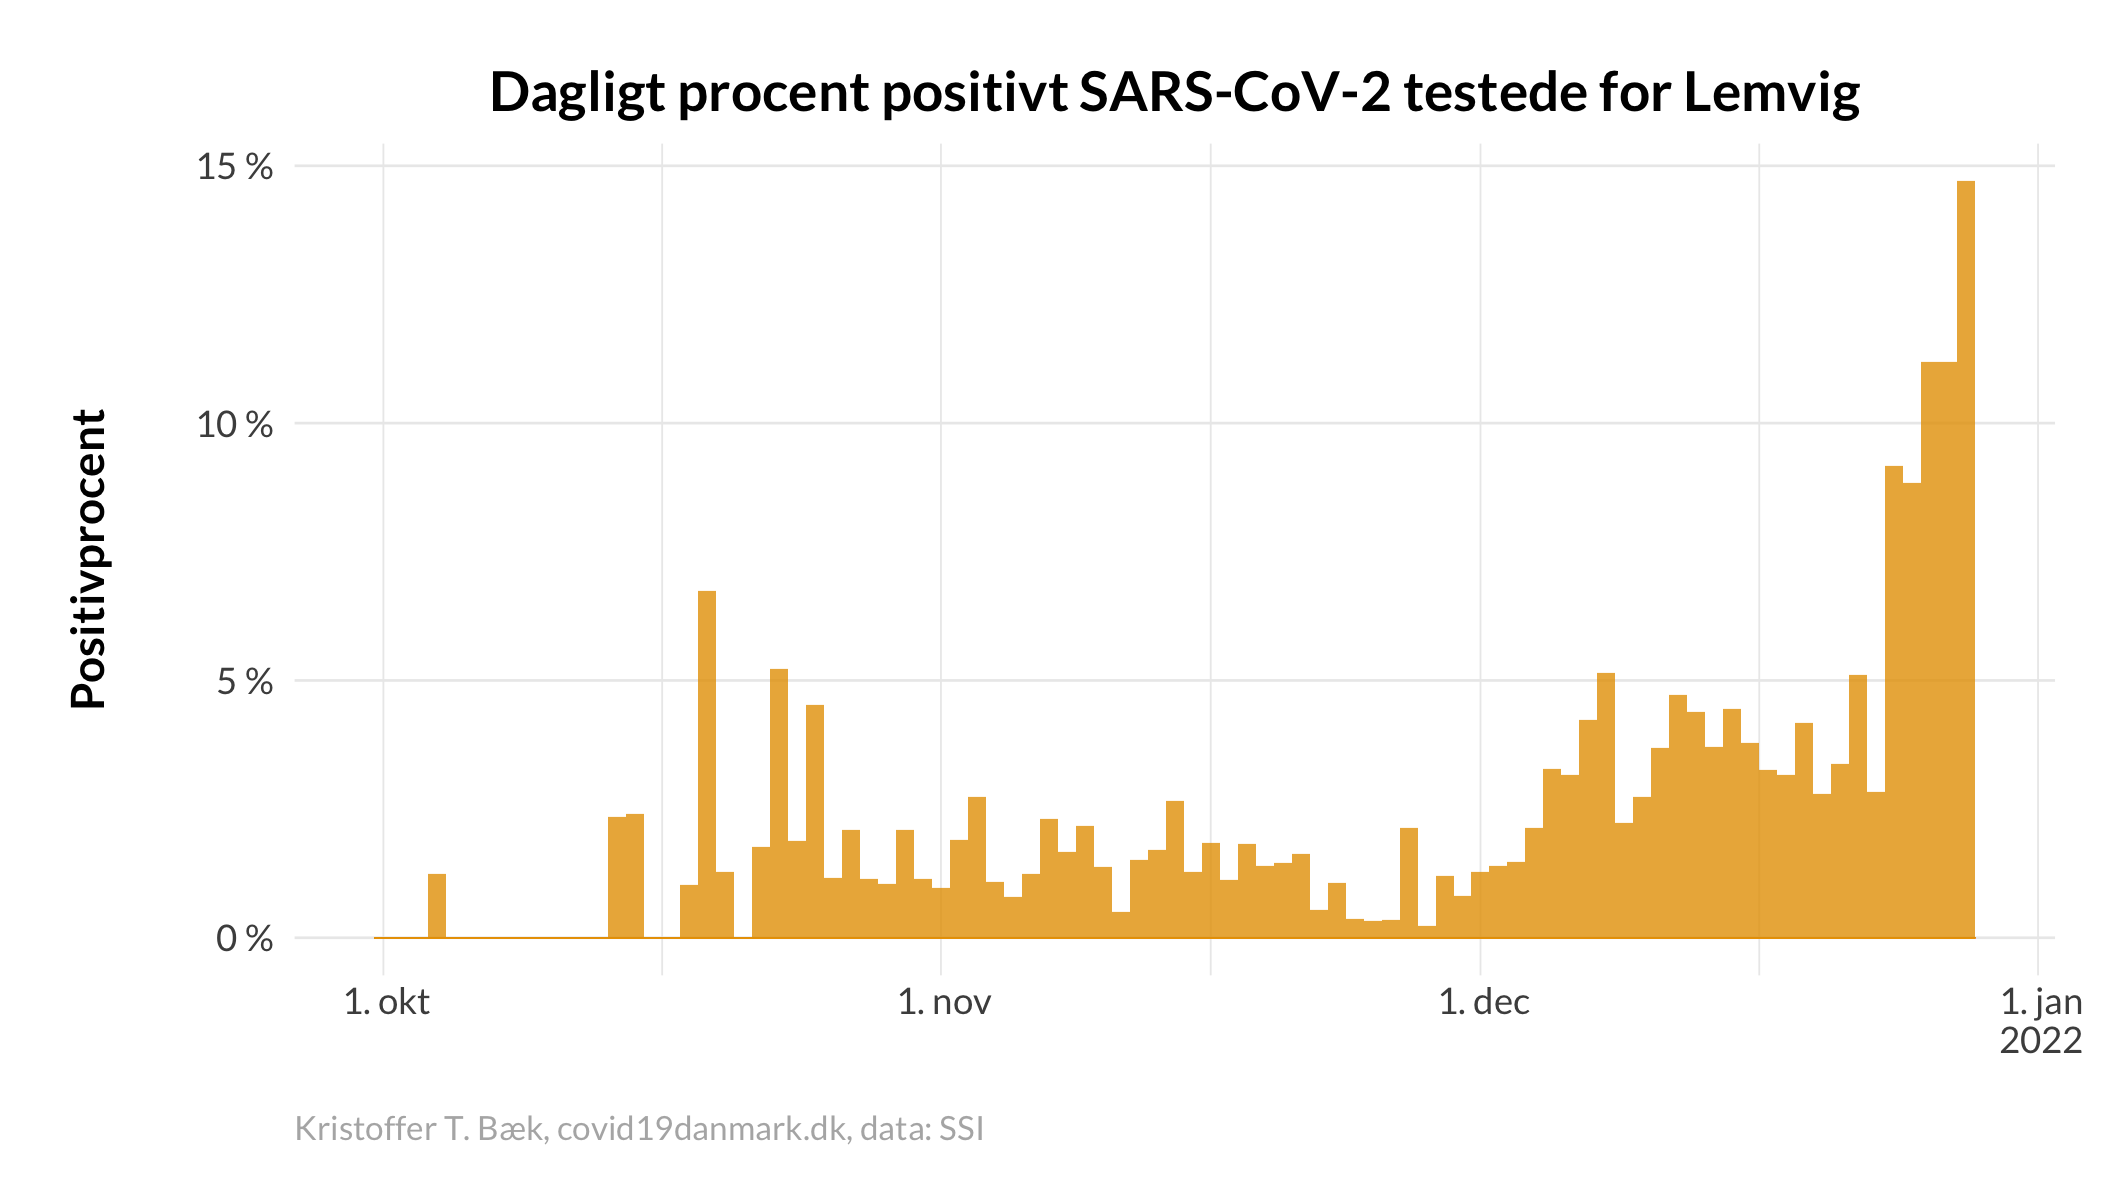 Dagligt procent positivt SARS-CoV-2 testede for Lemvig
Positivprocent
15 %
10 %
5 %
0 %
1. okt
1. nov
1. dec
1. jan
2022
Kristoffer T. Bæk, covid19danmark.dk, data: SSI